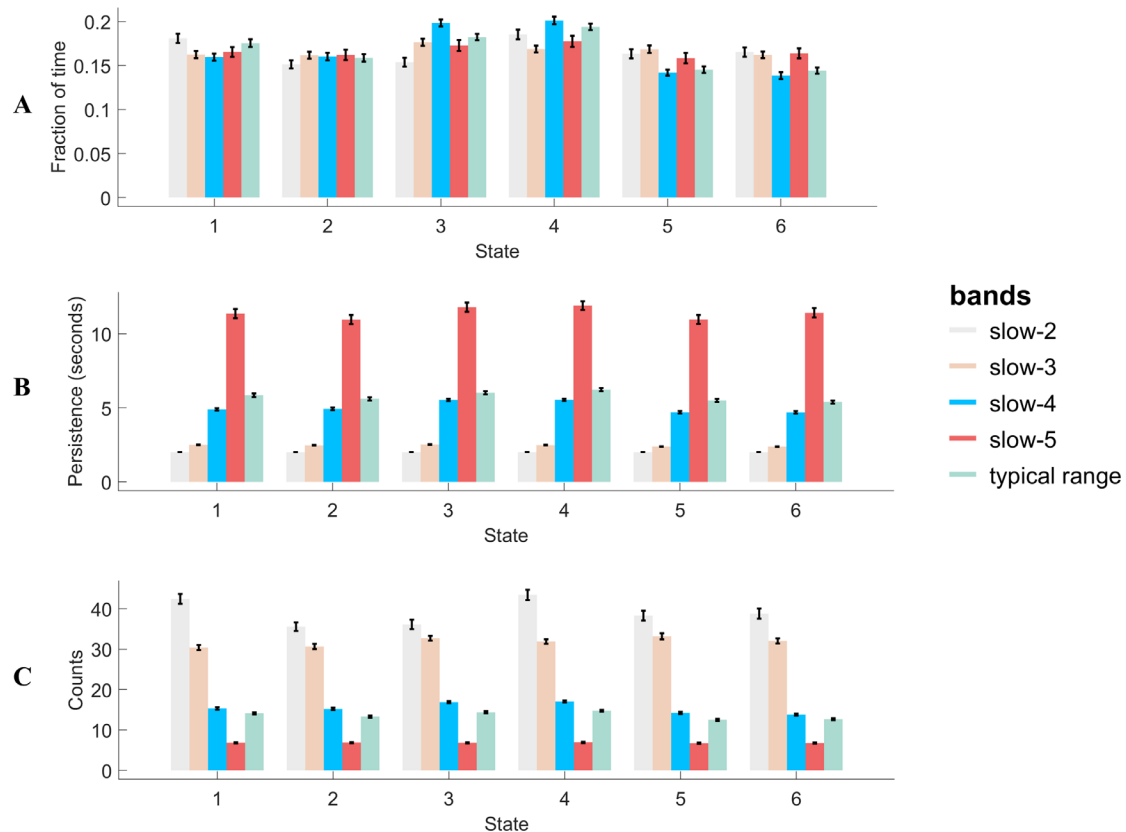 A
Fraction of time
0.2
0.15
0.1
0.05
0
1 2 3 4 5 6
State
B
Persistence (seconds)
10
5
0
1 2 3 4 5 6
State
C
Counts
40
30
20
10
0
1 2 3 4 5 6
State
bands
slow-2
slow-3
slow-4
slow-5
typical range